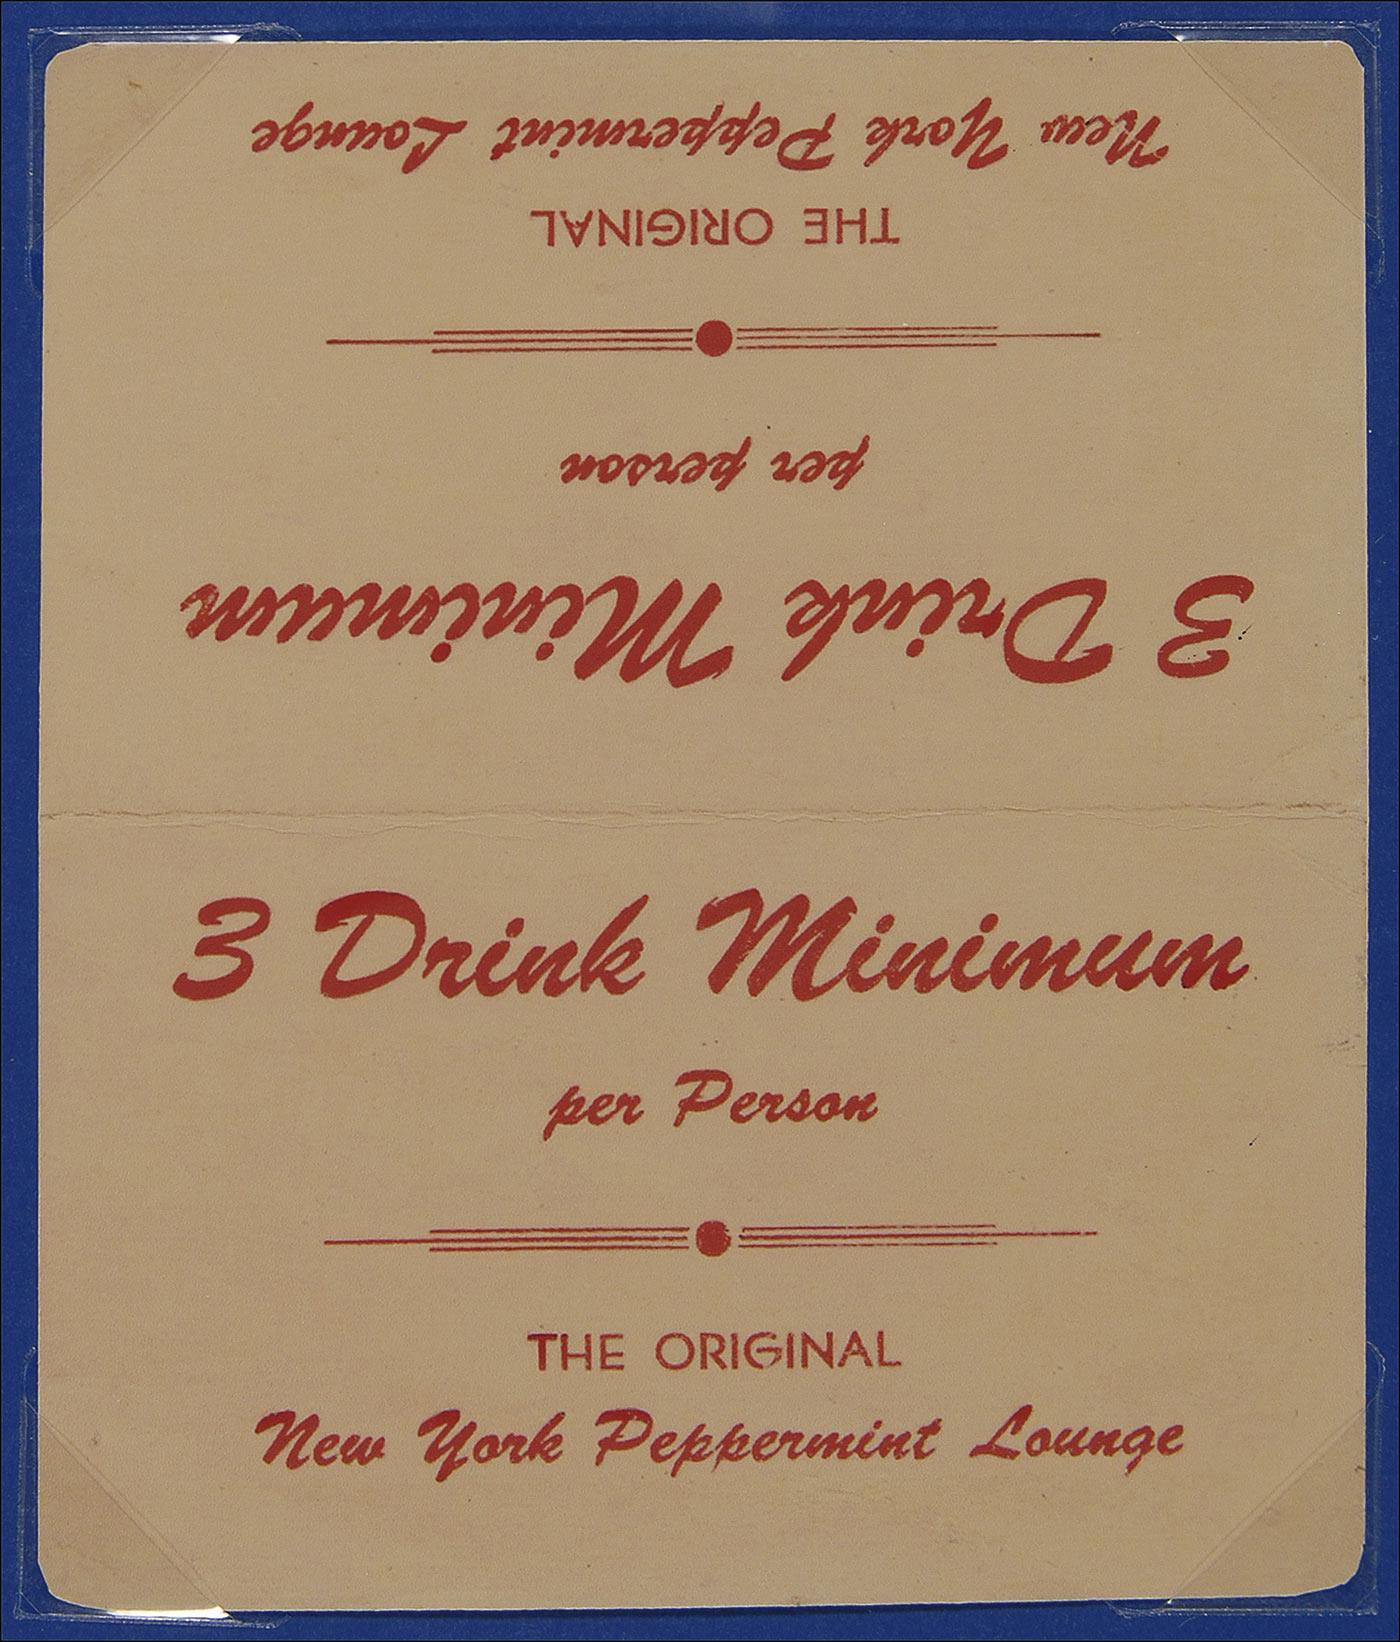 New York Peppermint Lounge
THE ORIGINAL
per person
3 Drink Minimum
3 Drink Minimum
per Person
THE ORIGINAL
New York Peppermint Lounge